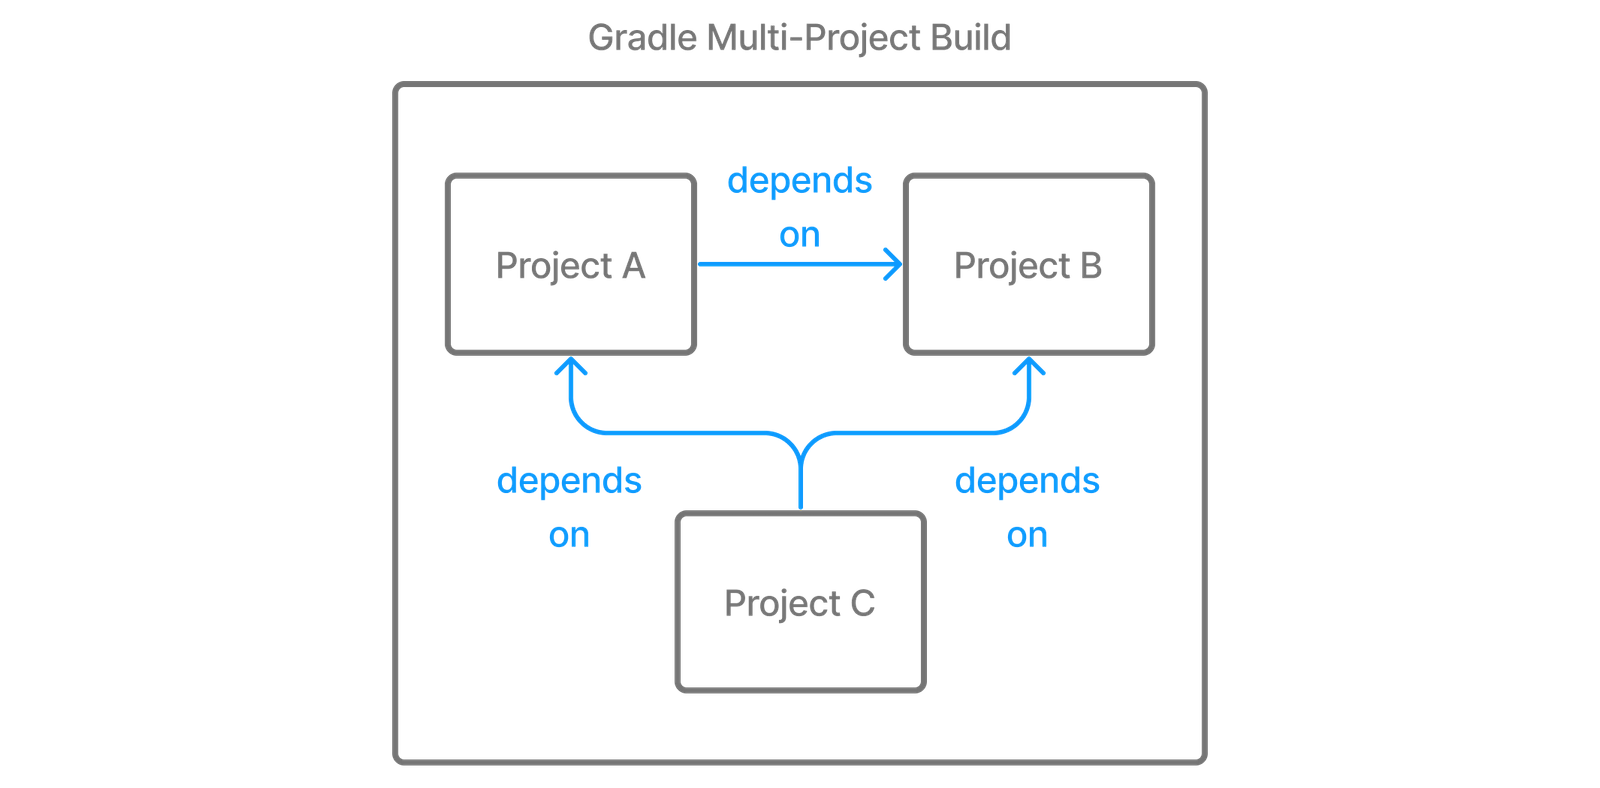 Gradle Multi-Project Build
depends
on
Project A
Project B
depends
on
depends
on
Project C